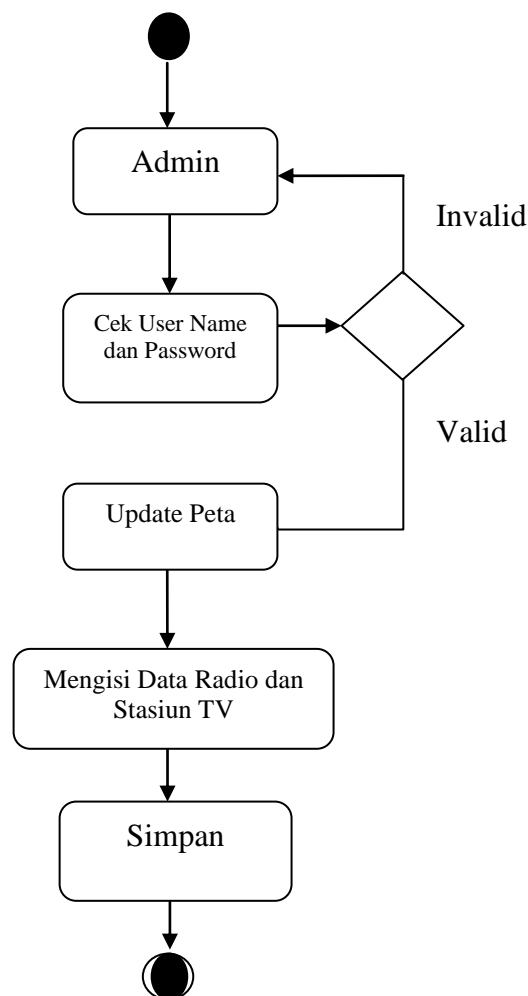 Admin
Invalid
Cek User Name
dan Password
Valid
Update Peta
Mengisi Data Radio dan
Stasiun TV
Simpan